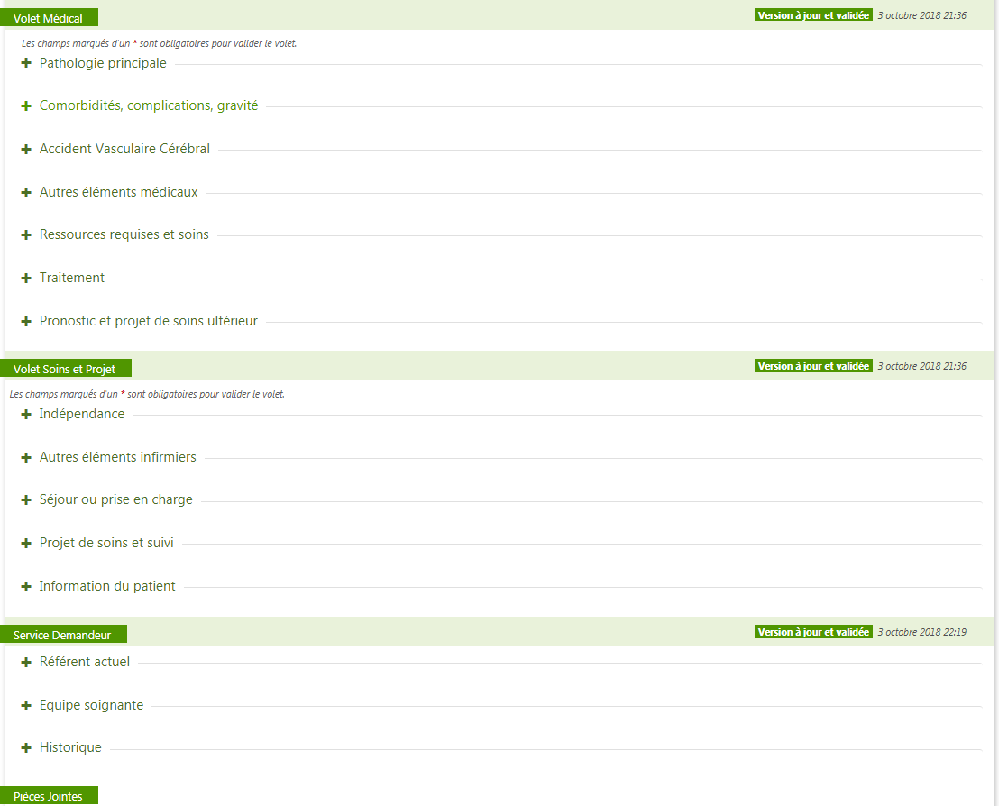 Volet Médical
Version à jour et validée 3 octobre 2018 21:36
Les champs marqués d'un * sont obligatoires pour valider le volet.
Pathologie principale
Comorbidités, complications, gravité
Accident Vasculaire Cérébral
Autres éléments médicaux
Ressources requises et soins
Traitement
Pronostic et projet de soins ultérieur
Volet Soins et Projet
Version à jour et validée 3 octobre 2018 21:36
Les champs marqués d'un * sont obligatoires pour valider le volet.
Indépendance
Autres éléments infirmiers
Séjour ou prise en charge
Projet de soins et suivi
Information du patient
Service Demandeur
Version à jour et validée 3 octobre 2018 22:19
Référent actuel
Equipe soignante
Historique
Pièces Jointes